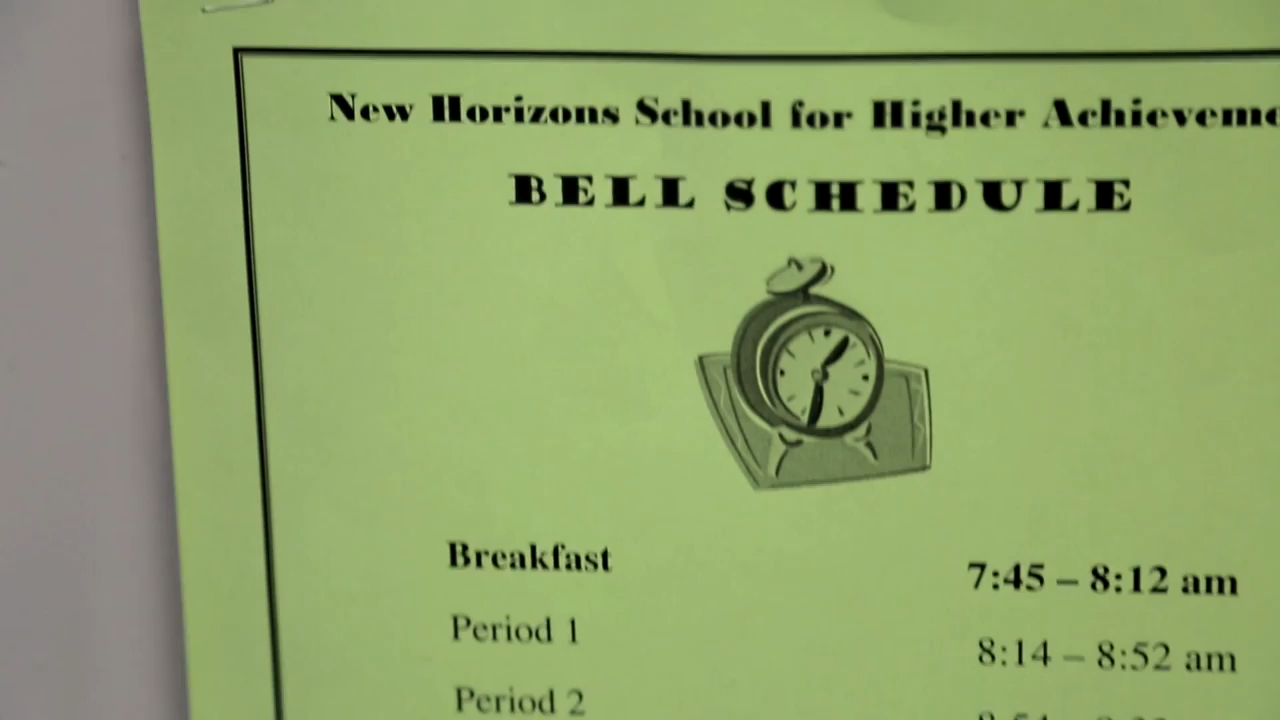 New Horizons School for Higher
BELL SCHEDULE
Breakfast 7:45 – 8:12 am
Period 1 8:14 – 8:52 am
Period 2